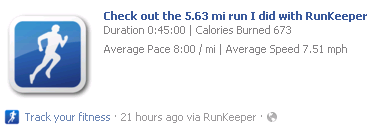 Check out the 5.63 mi run I did with RunKeeper
Duration 0:45:00 | Calories Burned 673
Average Pace 8:00 / mi | Average Speed 7.51 mph
Track your fitness · 21 hours ago via RunKeeper ·